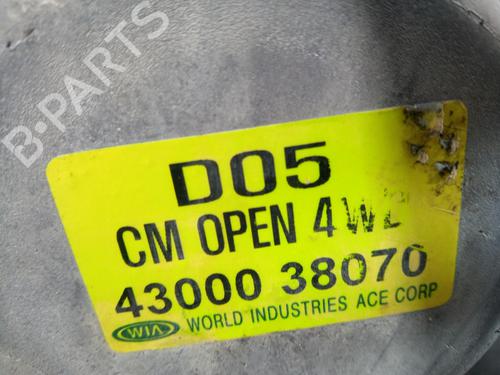 B-PARTS
D05
CM OPEN 4WD
43000 38070
WIA WORLD INDUSTRIES ACE CORP